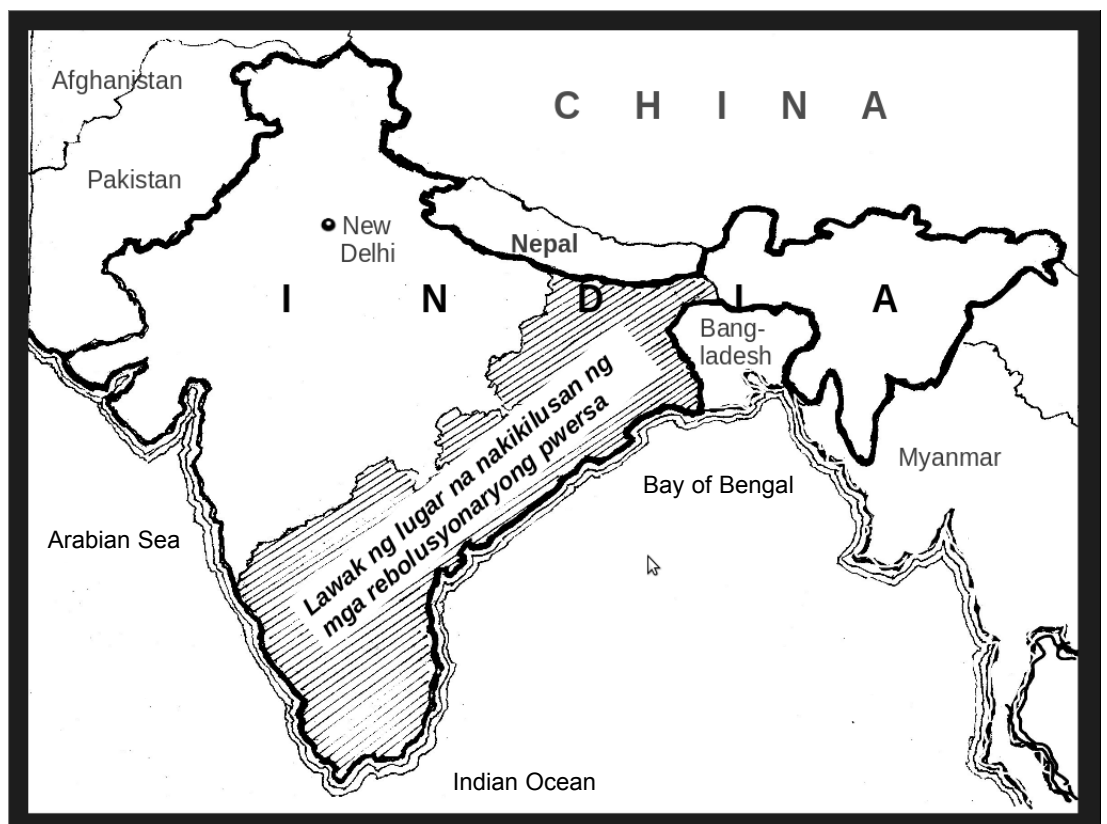 Afghanistan
C H I N A
Pakistan
New
Delhi
Nepal
I N D I A
Bang-
ladesh
Lawak ng lugar na nakikilusan ng
mga rebolusyonaryong pwersa
Myanmar
Bay of Bengal
Arabian Sea
Indian Ocean